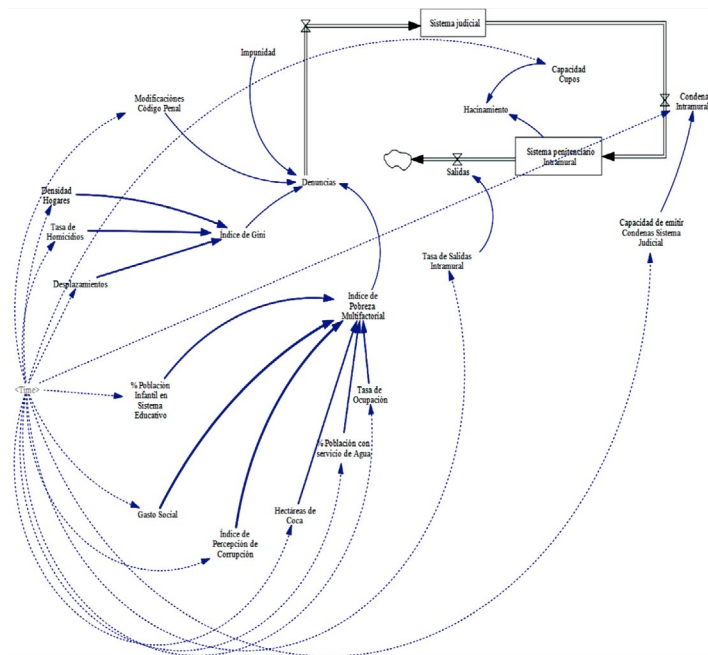 Sistema judicial
Impunidad
Capacidad
Cupos
Modificaciónes
Código Penal
Hacinamiento
Condena
Intramural
Sistema penitenciario
Intramural
Salidas
Denuncias
Densidad
Hogares
Tasa de
Homicidios
Índice de Gini
Capacidad de emitir
Condenas Sistema
Judicial
Tasa de Salidas
Intramural
Desplazamientos
Indice de
Pobreza
Multifactorial
<Time>
% Población
Infantil en
Sistema
Educativo
Tasa de
Ocupación
% Población con
servicio de Agua
Gasto Social
Hectáreas de
Coca
Índice de
Percepción de
Corrupción